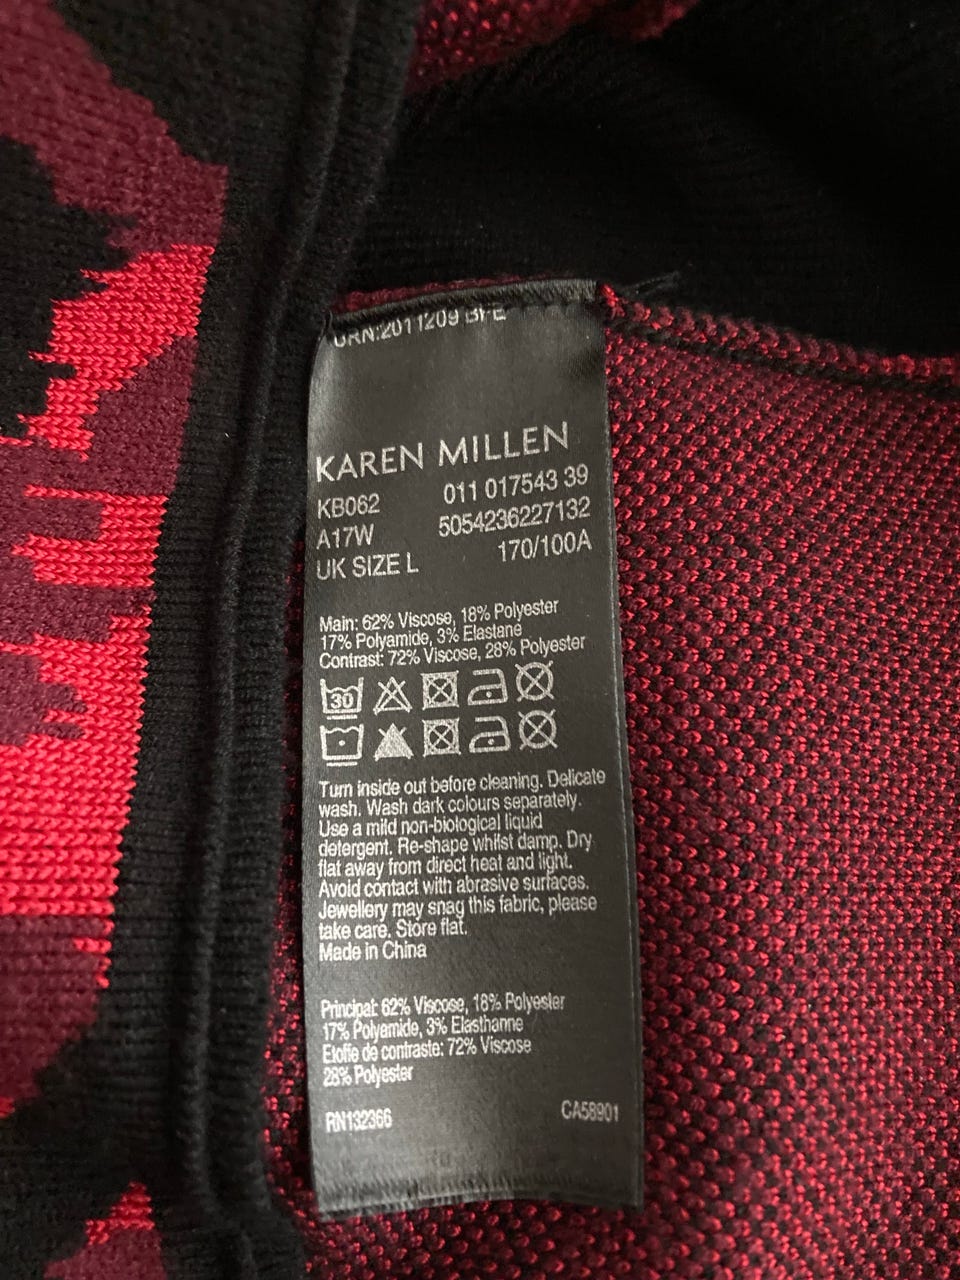 URN:2011209 BFE
KAREN MILLEN
KB062 011 017543 39
A17W 5054236227132
UK SIZE L 170/100A
Main: 62% Viscose, 18% Polyester
17% Polyamide, 3% Elastane
Contrast: 72% Viscose, 28% Polyester
30
Turn inside out before cleaning. Delicate
wash. Wash dark colours separately.
Use a mild non-biological liquid
detergent. Re-shape whilst damp. Dry
flat away from direct heat and light.
Avoid contact with abrasive surfaces.
Jewellery may snag this fabric, please
take care. Store flat.
Made in China
Principal: 62% Viscose, 18% Polyester
17% Polyamide, 3% Elasthanne
Etoffe de contraste: 72% Viscose
28% Polyester
RN132366 CA58901